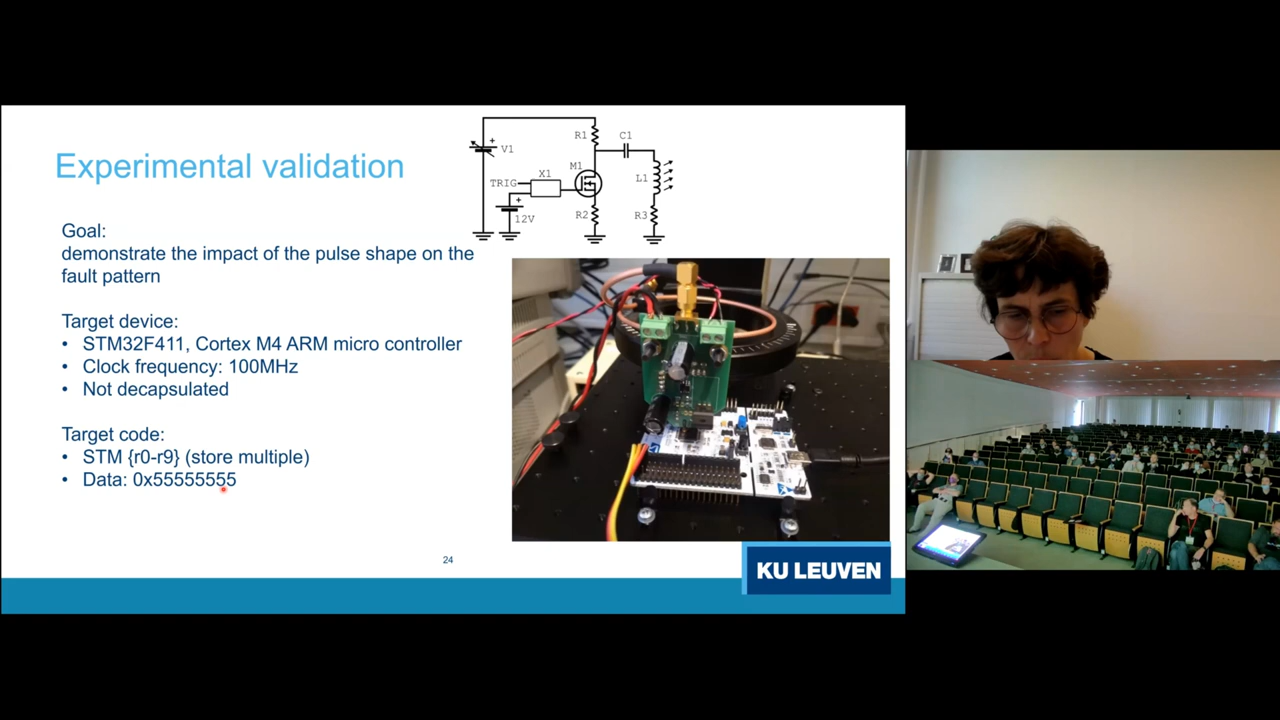 Experimental validation
Goal:
demonstrate the impact of the pulse shape on the
fault pattern
Target device:
• STM32F411, Cortex M4 ARM micro controller
• Clock frequency: 100MHz
• Not decapsulated
Target code:
• STM {r0-r9} (store multiple)
• Data: 0x55555555
R1
C1
+
V1
M1
X1
TRIG
L1
+
12V
R2
R3
24
KU LEUVEN